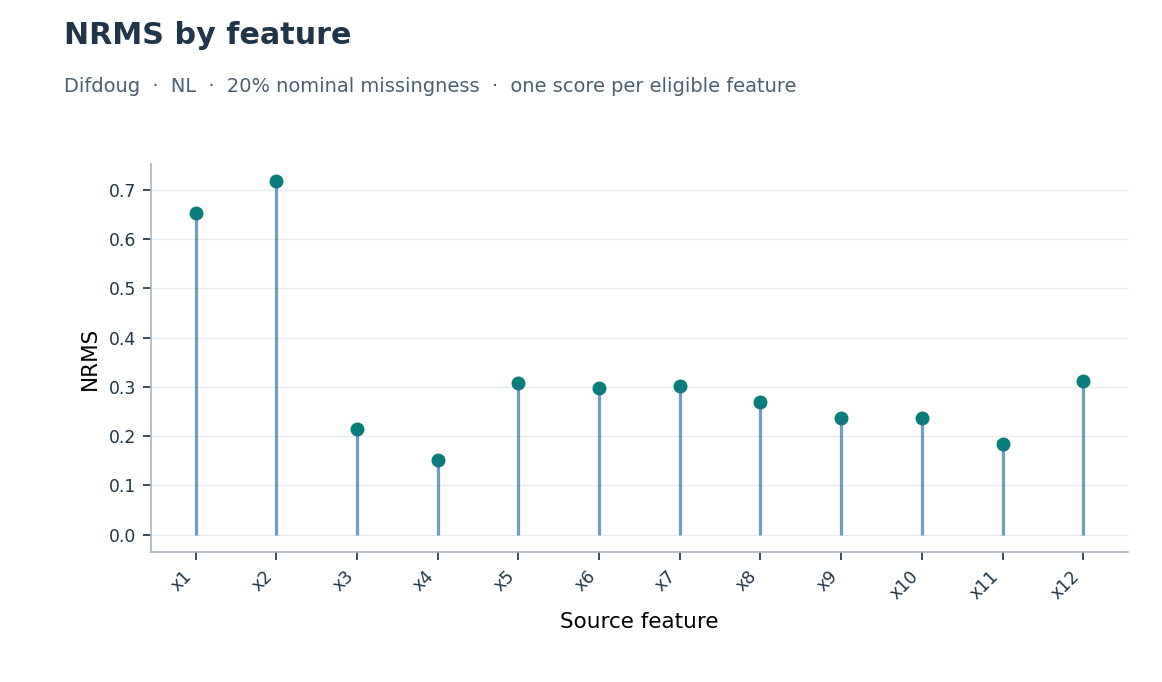 NRMS by feature
Difdoug · NL · 20% nominal missingness · one score per eligible feature
0.7
0.6
0.5
0.4
0.3
0.2
0.1
0.0
NRMS
x1 x2 x3 x4 x5 x6 x7 x8 x9 x10 x11 x12
Source feature